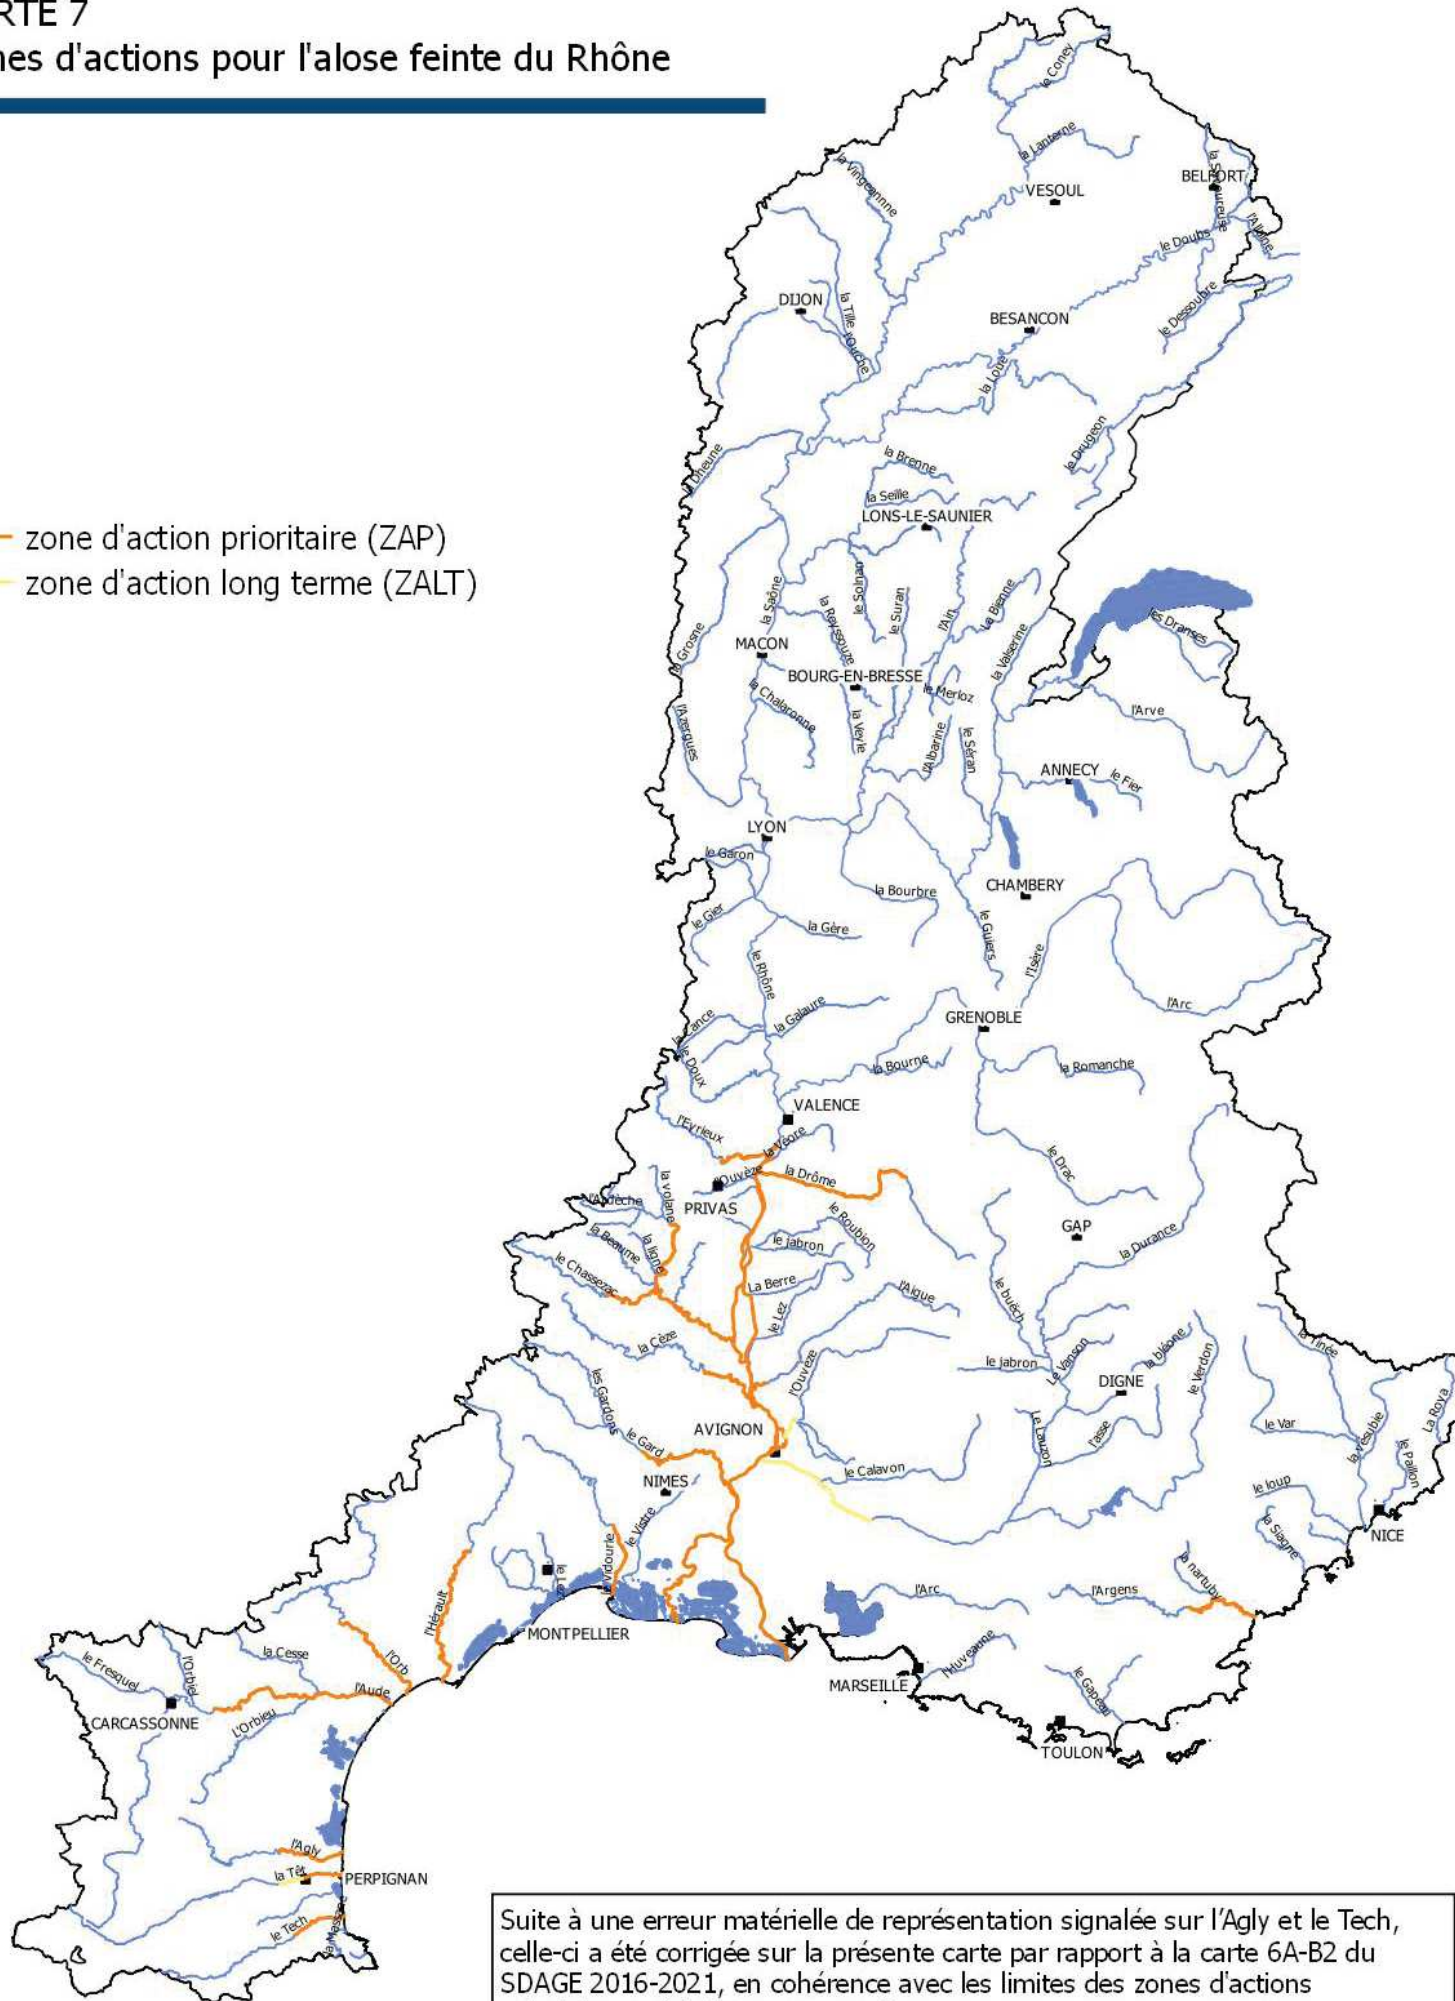 RTE 7
nes d'actions pour l'alose feinte du Rhône
zone d'action prioritaire (ZAP)
zone d'action long terme (ZALT)
le Coney
la Lanterne
la Vingeannne
VESOUL
BELFORT
la Savoureuse
l'Allaine
le Doubs
le Dessoubre
DIJON
la Tille
l'Ouche
BESANCON
la Loue
le Drugeon
la Dheune
la Brenne
la Seille
LONS-LE-SAUNIER
la Saône
la Reyssouze
le Solnan
le Suran
l'Ain
La Bienne
la Valserine
les Dranses
la Grosne
MACON
BOURG-EN-BRESSE
le Merloz
la Chalaronne
la Veyle
l'Arve
l'Azergues
l'Albarine
le Séran
ANNECY
le Fier
LYON
le Garon
la Bourbre
CHAMBERY
le Gier
la Gère
le Guiers
l'Isère
le Rhône
l'Arc
la Galaure
la Cance
GRENOBLE
le Doux
la Bourne
la Romanche
VALENCE
l'Eyrieux
la Véore
l'Ouvèze
la Drôme
le Drac
PRIVAS
l'Ardèche
la volane
le Roubion
GAP
la Beaume
la ligne
le jabron
la Durance
le Chassezac
La Berre
l'Aigue
le buëch
le Lez
la Cèze
l'Ouvèze
le jabron
Le Vanson
la bléone
la Tinée
les Gardons
DIGNE
le Verdon
le Gard
AVIGNON
Le Lauzon
l'asse
le Var
la Vésubie
La Roya
le Paillon
le Calavon
NIMES
le loup
le Vistre
la Siagne
NICE
le Vidourle
le Lez
la nartuby
l'Arc
l'Argens
l'Hérault
MONTPELLIER
l'Huveaune
MARSEILLE
le Gapeau
TOULON
la Cesse
l'Orb
le Fresquel
l'Orbiel
l'Aude
CARCASSONNE
L'Orbieu
l'Agly
la Têt
PERPIGNAN
le Tech
Suite à une erreur matérielle de représentation signalée sur l'Agly et le Tech,
celle-ci a été corrigée sur la présente carte par rapport à la carte 6A-B2 du
SDAGE 2016-2021, en cohérence avec les limites des zones d'actions